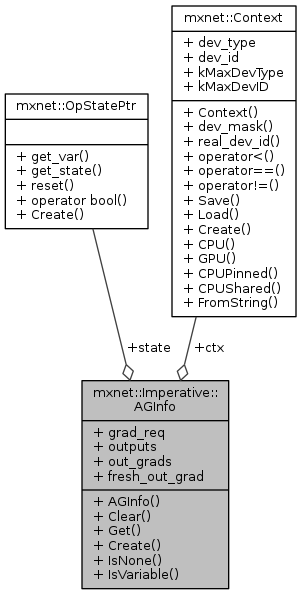 mxnet::Context
+ dev_type
+ dev_id
+ kMaxDevType
+ kMaxDevID
+ Context()
+ dev_mask()
+ real_dev_id()
+ operator<()
+ operator==()
+ operator!=()
+ Save()
+ Load()
+ Create()
+ CPU()
+ GPU()
+ CPUPinned()
+ CPUShared()
+ FromString()
mxnet::OpStatePtr
+ get_var()
+ get_state()
+ reset()
+ operator bool()
+ Create()
+state
+ctx
mxnet::Imperative::
AGInfo
+ grad_req
+ outputs
+ out_grads
+ fresh_out_grad
+ AGInfo()
+ Clear()
+ Get()
+ Create()
+ IsNone()
+ IsVariable()